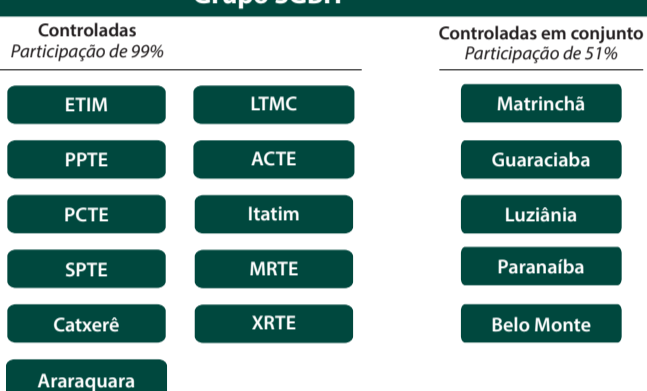 Controladas
Participação de 99%
ETIM
LTMC
PPTE
ACTE
PCTE
Itatim
SPTE
MRTE
Catxerê
XRTE
Araraquara
Controladas em conjunto
Participação de 51%
Matrinchã
Guaraciaba
Luziânia
Paranaíba
Belo Monte